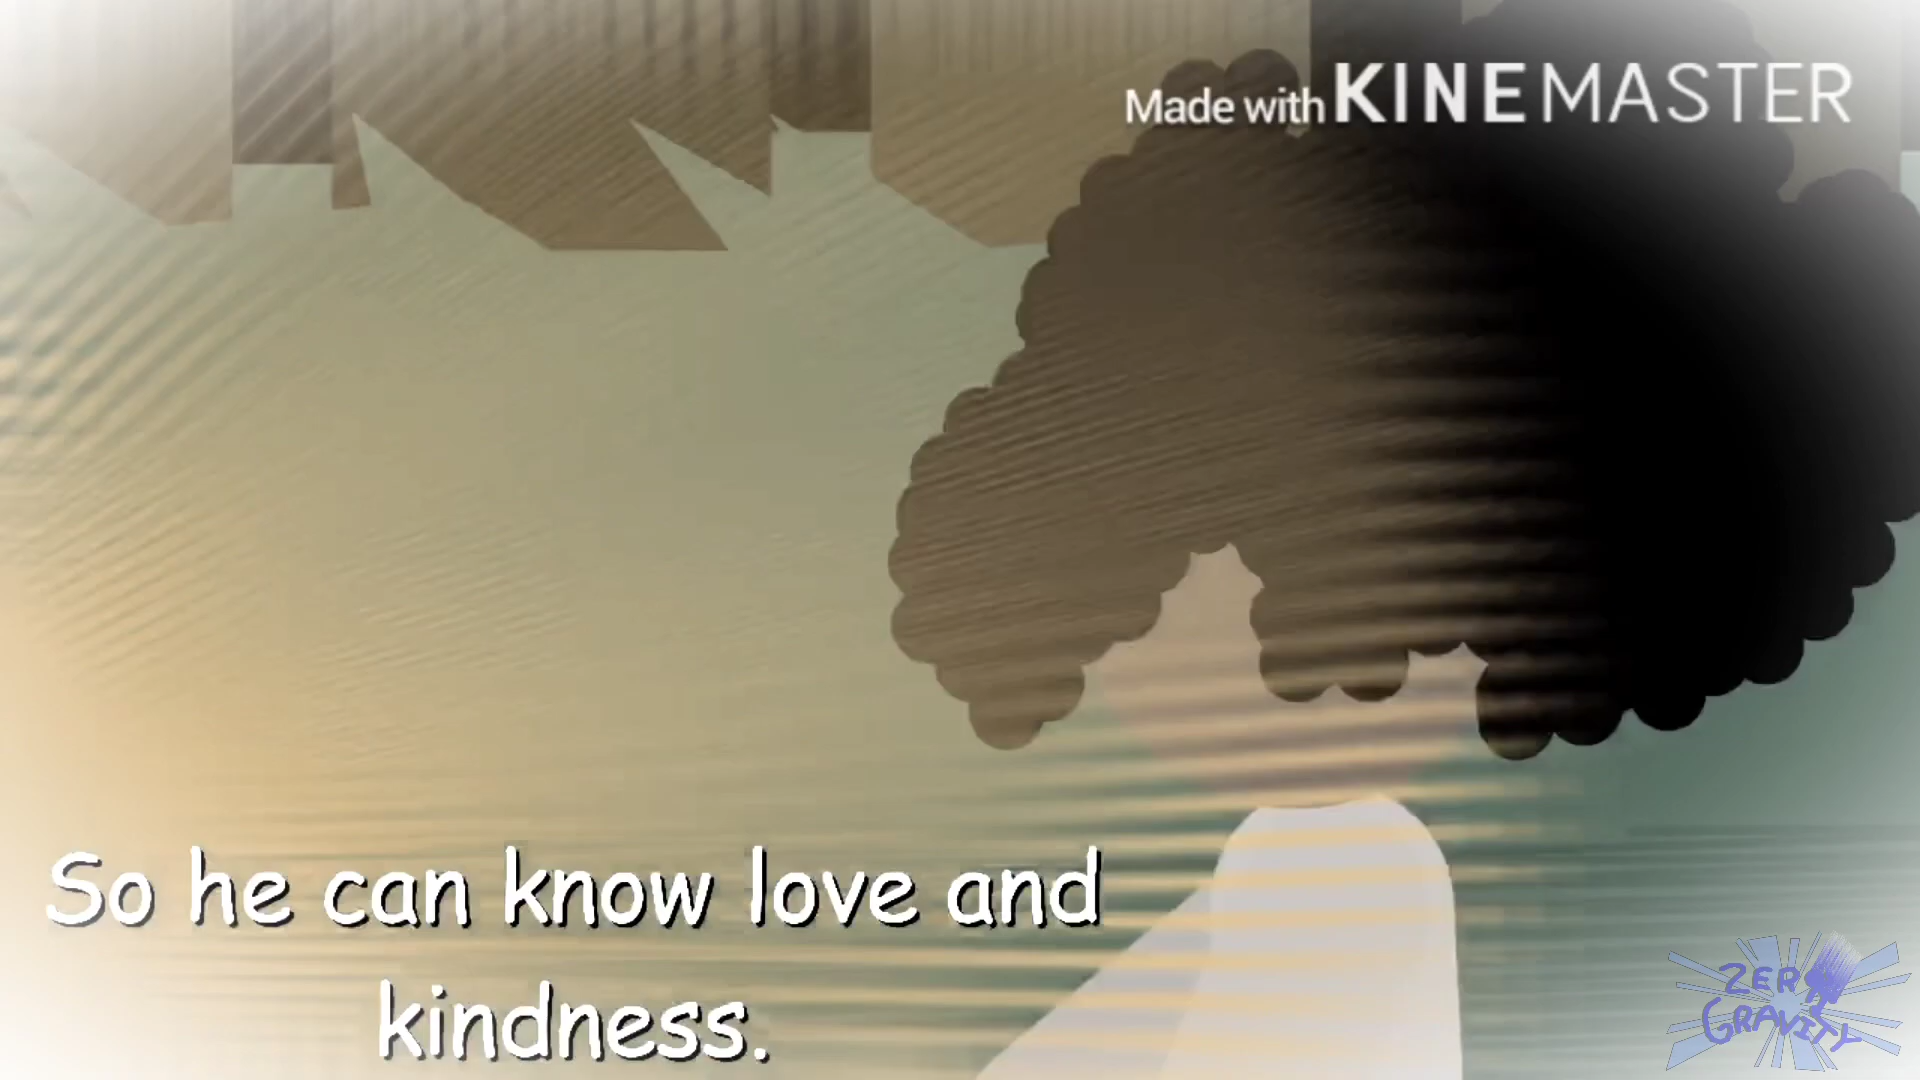 Made with KINEMASTER
So he can know love and
kindness.
ZERO
GRAVITY